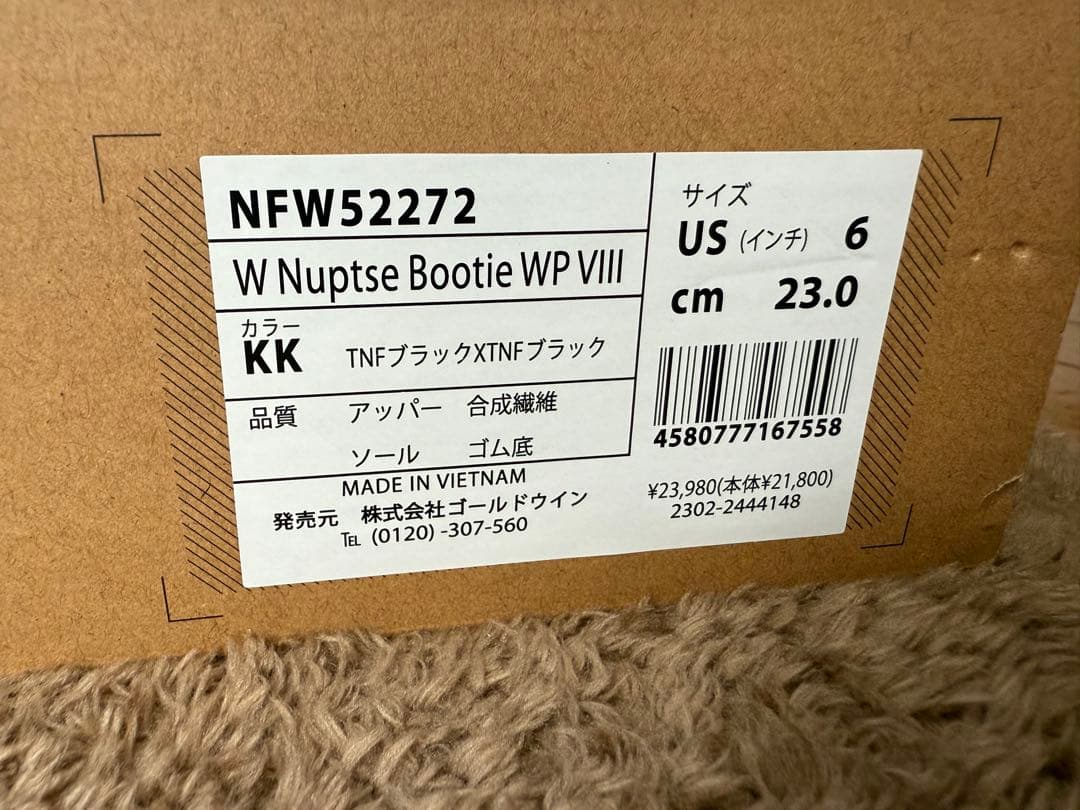 NFW52272
W Nuptse Bootie WP VIII
カラー
KK TNFブラックXTNFブラック
品質 アッパー 合成繊維
ソール ゴム底
MADE IN VIETNAM
発売元 株式会社ゴールドウイン
TEL (0120) -307-560
サイズ
US (インチ) 6
cm 23.0
4580777167558
¥23,980(本体¥21,800)
2302-2444148